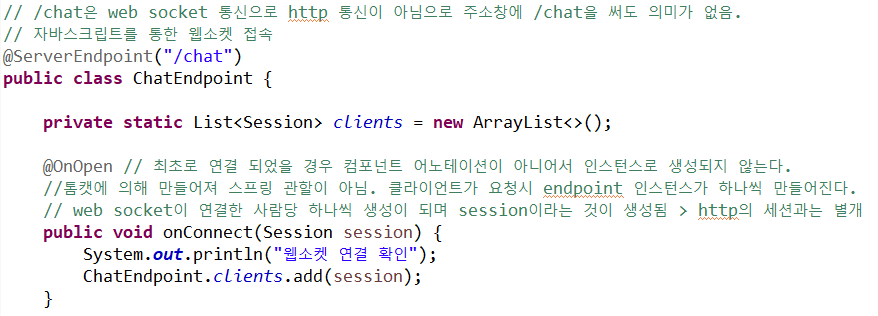 // /chat은 web socket 통신으로 http 통신이 아님으로 주소창에 /chat을 써도 의미가 없음.
// 자바스크립트를 통한 웹소켓 접속
@ServerEndpoint("/chat")
public class ChatEndpoint {
private static List<Session> clients = new ArrayList<>();
@OnOpen // 최초로 연결 되었을 경우 컴포넌트 어노테이션이 아니어서 인스턴스로 생성되지 않는다.
//톰캣에 의해 만들어져 스프링 관할이 아님. 클라이언트가 요청시 endpoint 인스턴스가 하나씩 만들어진다.
// web socket이 연결한 사람당 하나씩 생성이 되며 session이라는 것이 생성됨 > http의 세션과는 별개
public void onConnect(Session session) {
System.out.println("웹소켓 연결 확인");
ChatEndpoint.clients.add(session);
}